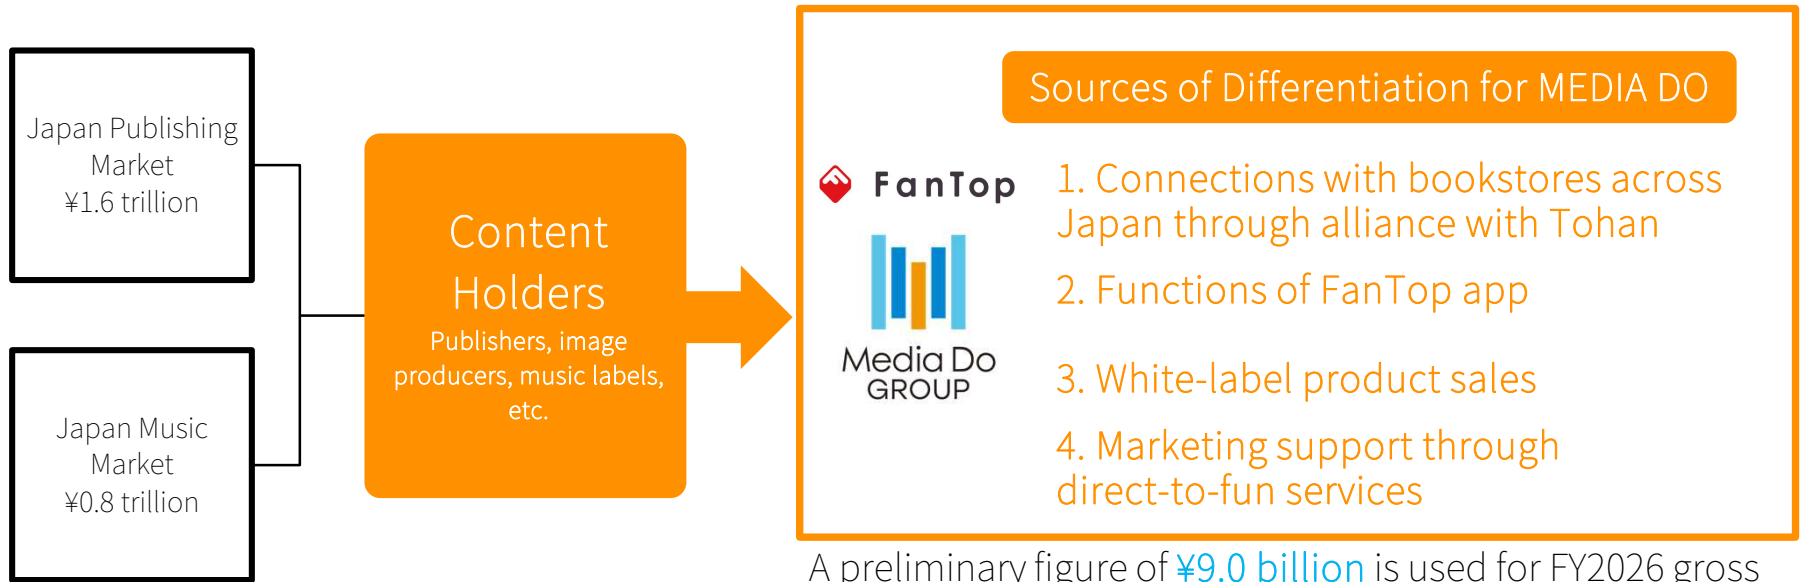 Japan Publishing
Market
¥1.6 trillion
Japan Music
Market
¥0.8 trillion
Content
Holders
Publishers, image
producers, music labels,
etc.
Sources of Differentiation for MEDIA DO
FanTop
Media Do
GROUP
1. Connections with bookstores across
Japan through alliance with Tohan
2. Functions of FanTop app
3. White-label product sales
4. Marketing support through
direct-to-fun services
A preliminary figure of ¥9.0 billion is used for FY2026 gross